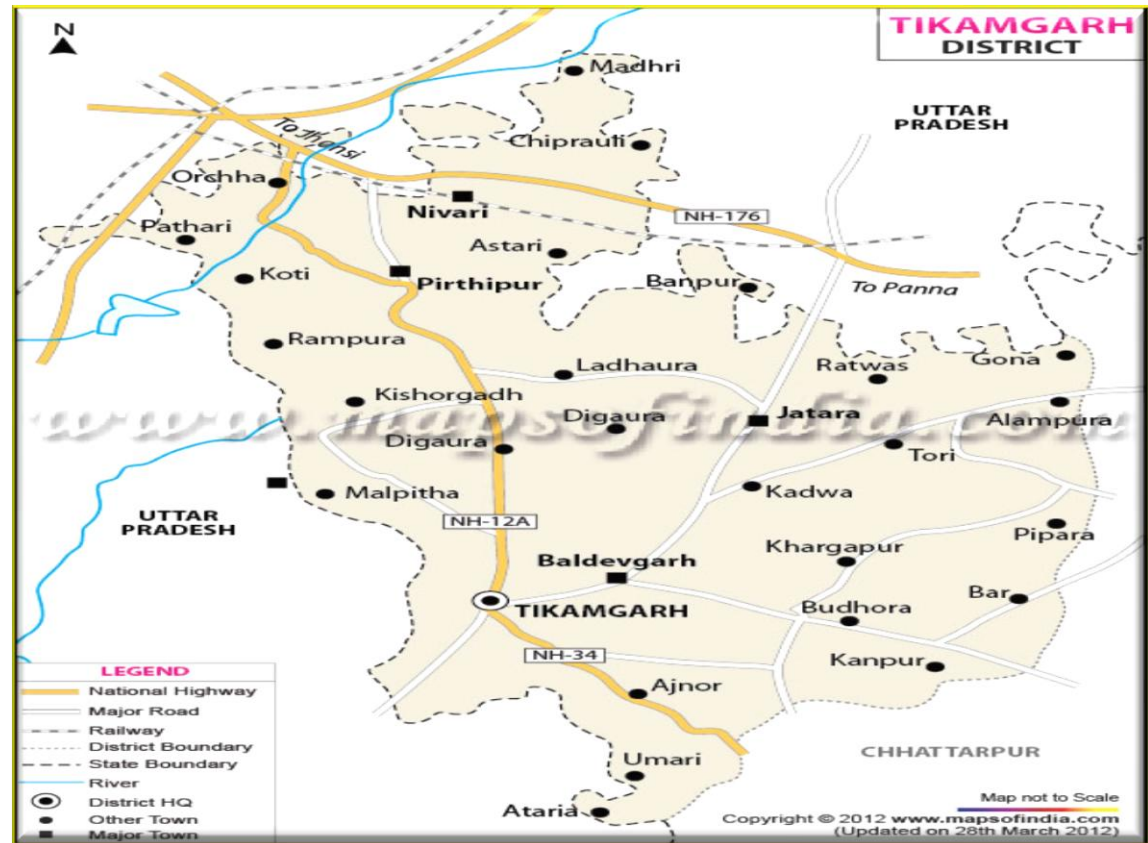 N
TIKAMGARH
DISTRICT
Madhri
UTTAR
PRADESH
To Jhansi
Chiprauli
Orchha
Nivari
NH-176
Pathari
Astari
Koti
Pirthipur
Banpur
To Panna
Rampura
Ladhaura
Ratwas
Gona
Kishorgadh
Digaura
Jatara
Alampura
www.mapsofindia.com
Digaura
Tori
Malpitha
Kadwa
UTTAR
PRADESH
NH-12A
Pipara
Khargapur
Baldevgarh
Bar
TIKAMGARH
Budhora
NH-34
Kanpur
Ajnor
CHHATTARPUR
Umari
Ataria
LEGEND
National Highway
Major Road
Railway
District Boundary
State Boundary
River
District HQ
Other Town
Major Town
Map not to Scale
Copyright © 2012 www.mapsofindia.com
(Updated on 28th March 2012)